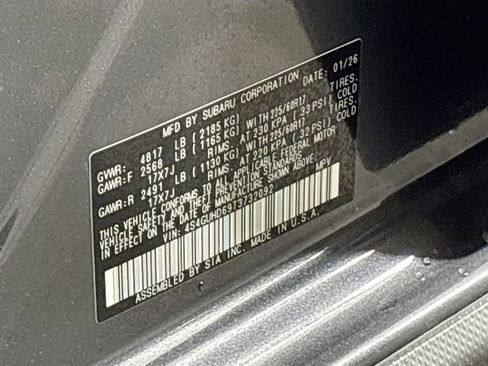 MFD BY SUBARU CORPORATION DATE: 01/26
GVWR: 4817 LB ( 2185 KG)
GAWR:F 2568 LB ( 1165 KG) WITH 225/60R17 TIRES.
17X7J RIMS. AT 230 KPA ( 33 PSI) COLD
GAWR:R 2491 LB ( 1130 KG) WITH 225/60R17 TIRES.
17X7J RIMS. AT 220 KPA ( 32 PSI) COLD
THIS VEHICLE CONFORMS TO ALL APPLICABLE FEDERAL MOTOR
VEHICLE SAFETY STANDARDS
IN EFFECT ON THE DATE OF MANUFACTURE SHOWN ABOVE.
VIN: 4S4GUHD69T3732092 MPV
ASSEMBLED BY SIA INC. MADE IN U.S.A.